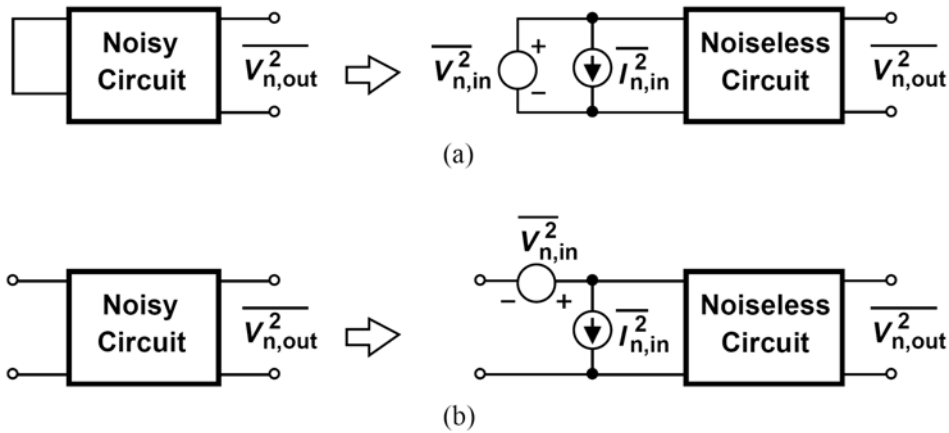 Noisy
Circuit
V²n,out
V²n,in
+
−
I²n,in
Noiseless
Circuit
V²n,out
(a)
Noisy
Circuit
V²n,out
V²n,in
− +
I²n,in
Noiseless
Circuit
V²n,out
(b)